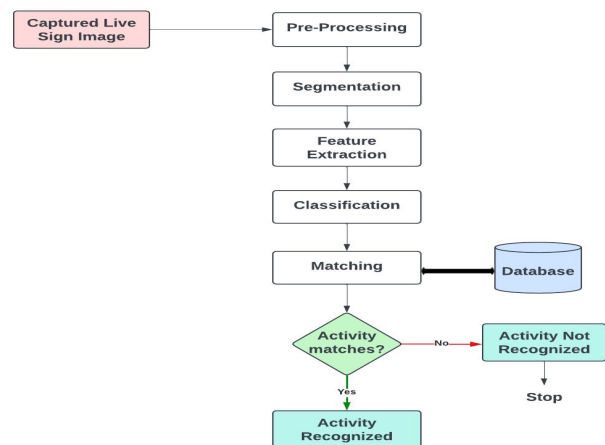 Captured Live
Sign Image
Pre-Processing
Segmentation
Feature
Extraction
Classification
Matching
Database
Activity
matches?
No
Activity Not
Recognized
Yes
Stop
Activity
Recognized